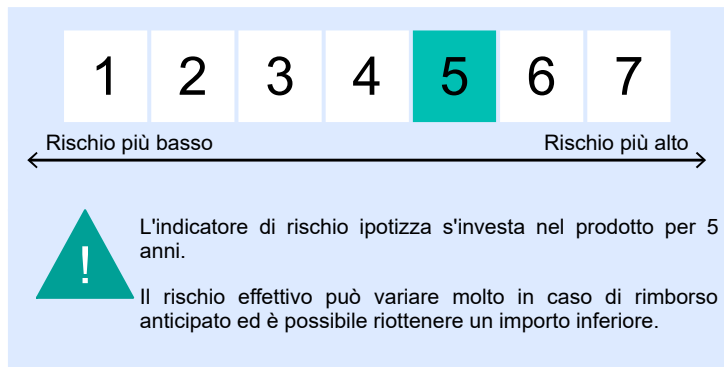 1 2 3 4 5 6 7
Rischio più basso Rischio più alto
!
L'indicatore di rischio ipotizza s'investa nel prodotto per 5
anni.
Il rischio effettivo può variare molto in caso di rimborso
anticipato ed è possibile riottenere un importo inferiore.